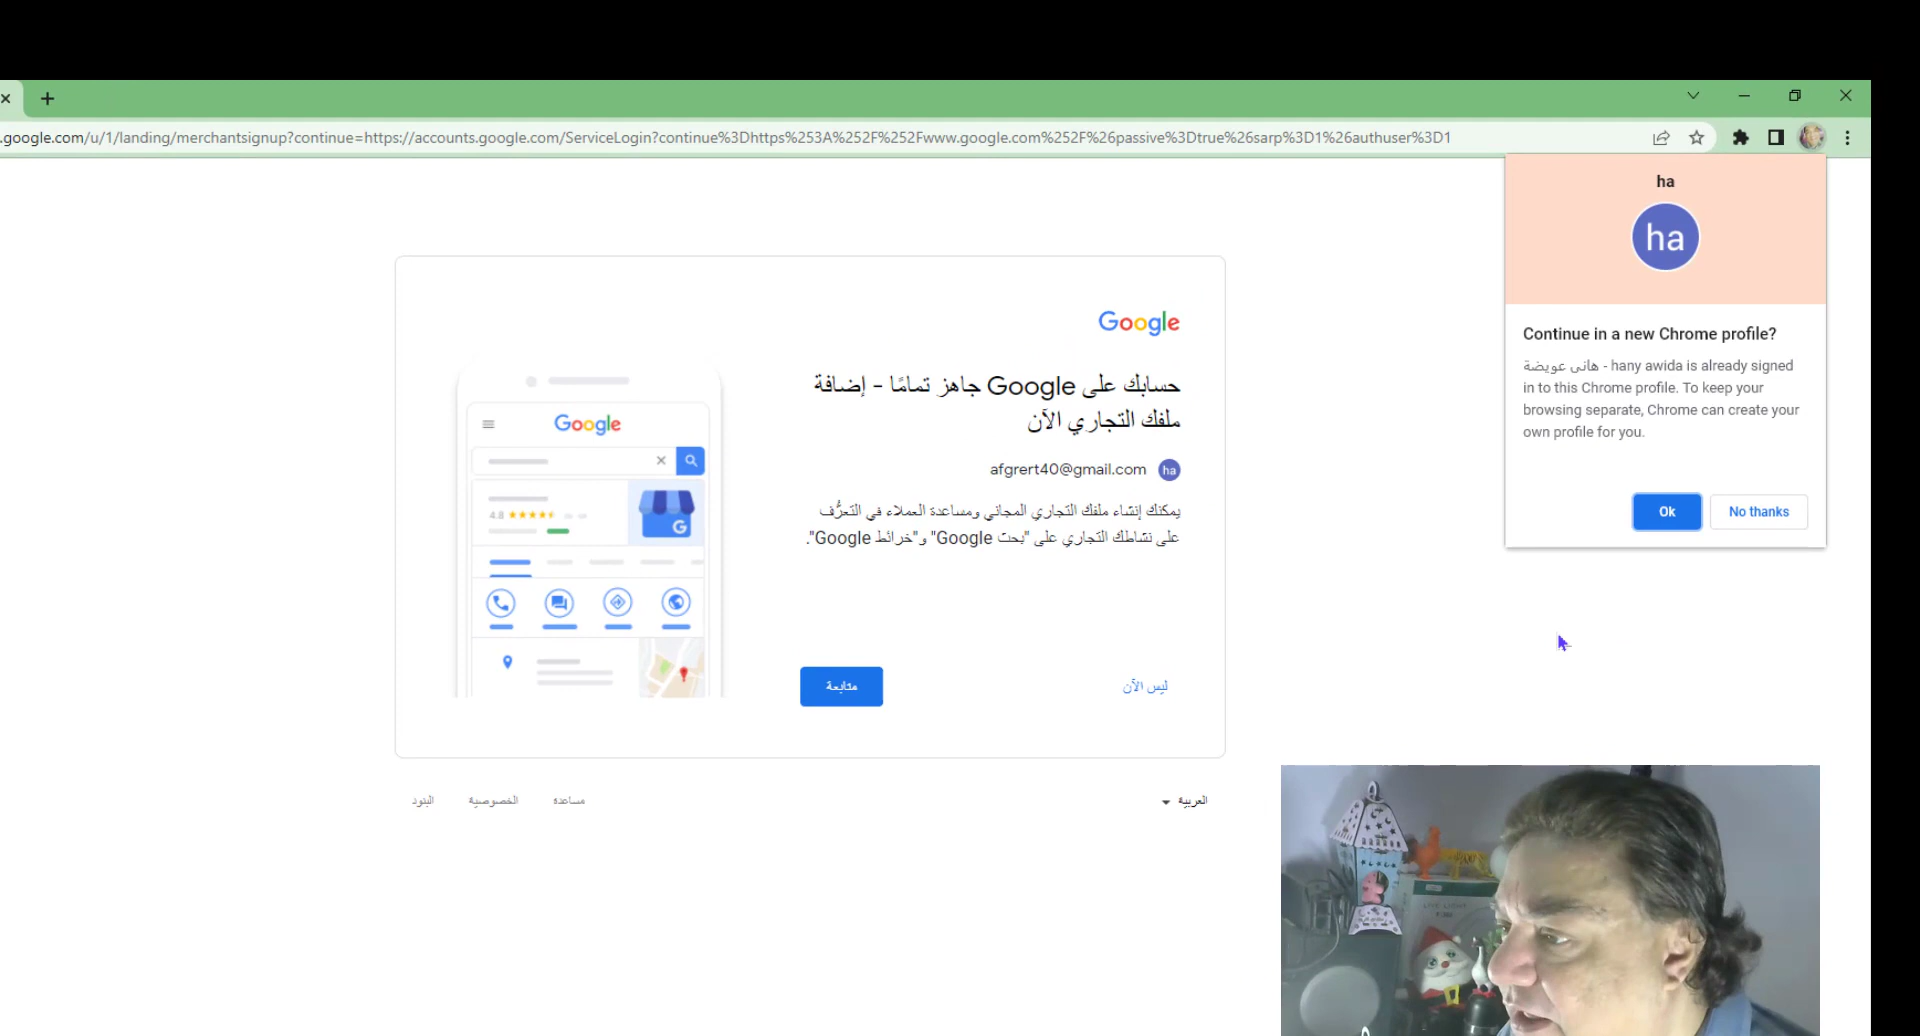 .google.com/u/1/landing/merchantsignup?continue=https://accounts.google.com/ServiceLogin?continue%3Dhttps%253A%252F%252Fwww.google.com%252F%26passive%3Dtrue%26sarp%3D1%26authuser%3D1
ha
ha
Continue in a new Chrome profile?
هانى عويضة - hany awida is already signed
in to this Chrome profile. To keep your
browsing separate, Chrome can create your
own profile for you.
Ok
No thanks
Google
حسابك على Google جاهز تمامًا - إضافة
ملفك التجاري الآن
afgrert40@gmail.com
ha
يمكنك إنشاء ملفك التجاري المجاني ومساعدة العملاء في التعرُّف
على نشاطك التجاري على "بحث Google" و"خرائط Google".
ليس الآن
متابعة
Google
4.8
G
العربية
مساعدة
الخصوصية
البنود